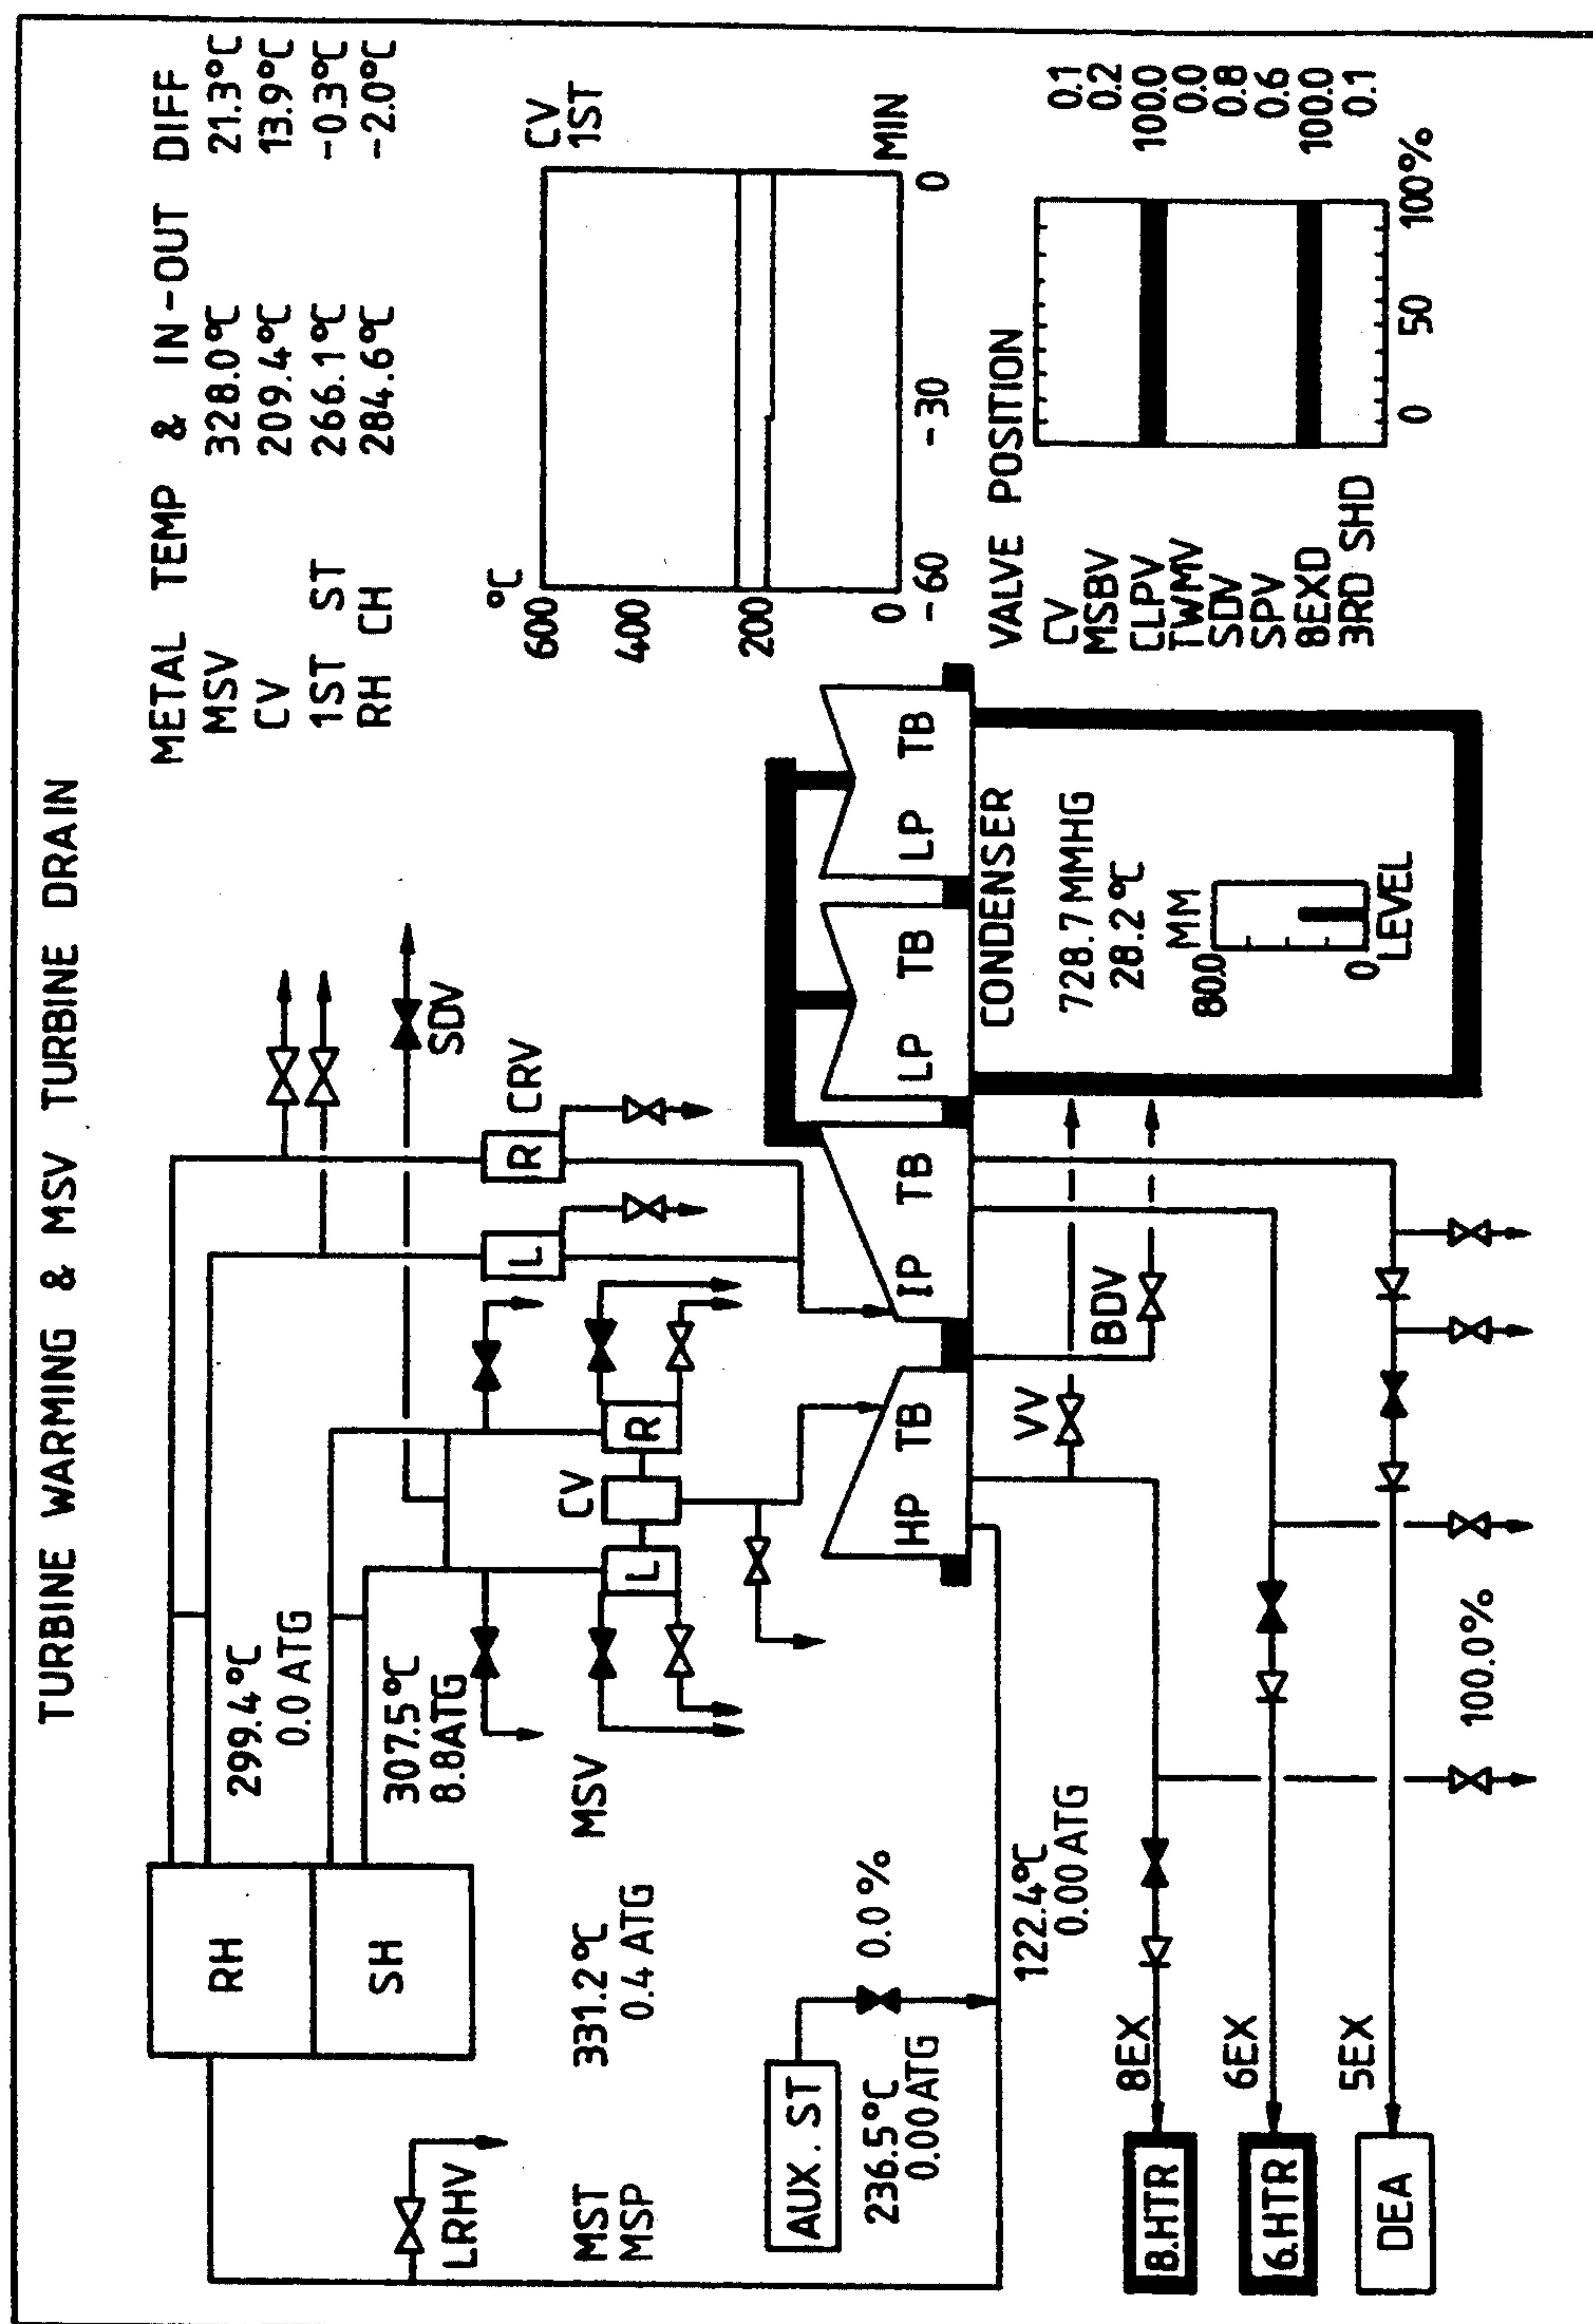 TURBINE WARMING & MSV TURBINE DRAIN
METAL TEMP & IN-OUT DIFF
MSV 328.0°C 21.3°C
CV 209.4°C 13.9°C
1ST ST 266.1°C -0.3°C
RH CH 284.6°C -2.0°C
RH
SH
299.4°C
0.0 ATG
307.5°C
8.8ATG
SDV
LRHV
MST 331.2°C
MSP 0.4 ATG
MSV
L
CV
R
L
R
CRV
°C
600
400
200
0
-60
-30
0
MIN
CV
1ST
AUX. ST
0.0%
236.5°C
0.00ATG
HP TB
IP TB
LP TB
LP TB
122.4°C
0.00 ATG
VV
BDV
CONDENSER
728.7 MMHG
28.2°C
MM
800
0
LEVEL
VALVE POSITION
CV 0.1
MSBV 0.2
CLPV 100.0
TWMV 0.0
SDV 0.8
SPV 0.6
8EXD 100.0
3RD SHD 0.1
0 50 100%
8.HTR
8EX
6.HTR
6EX
DEA
5EX
100.0%